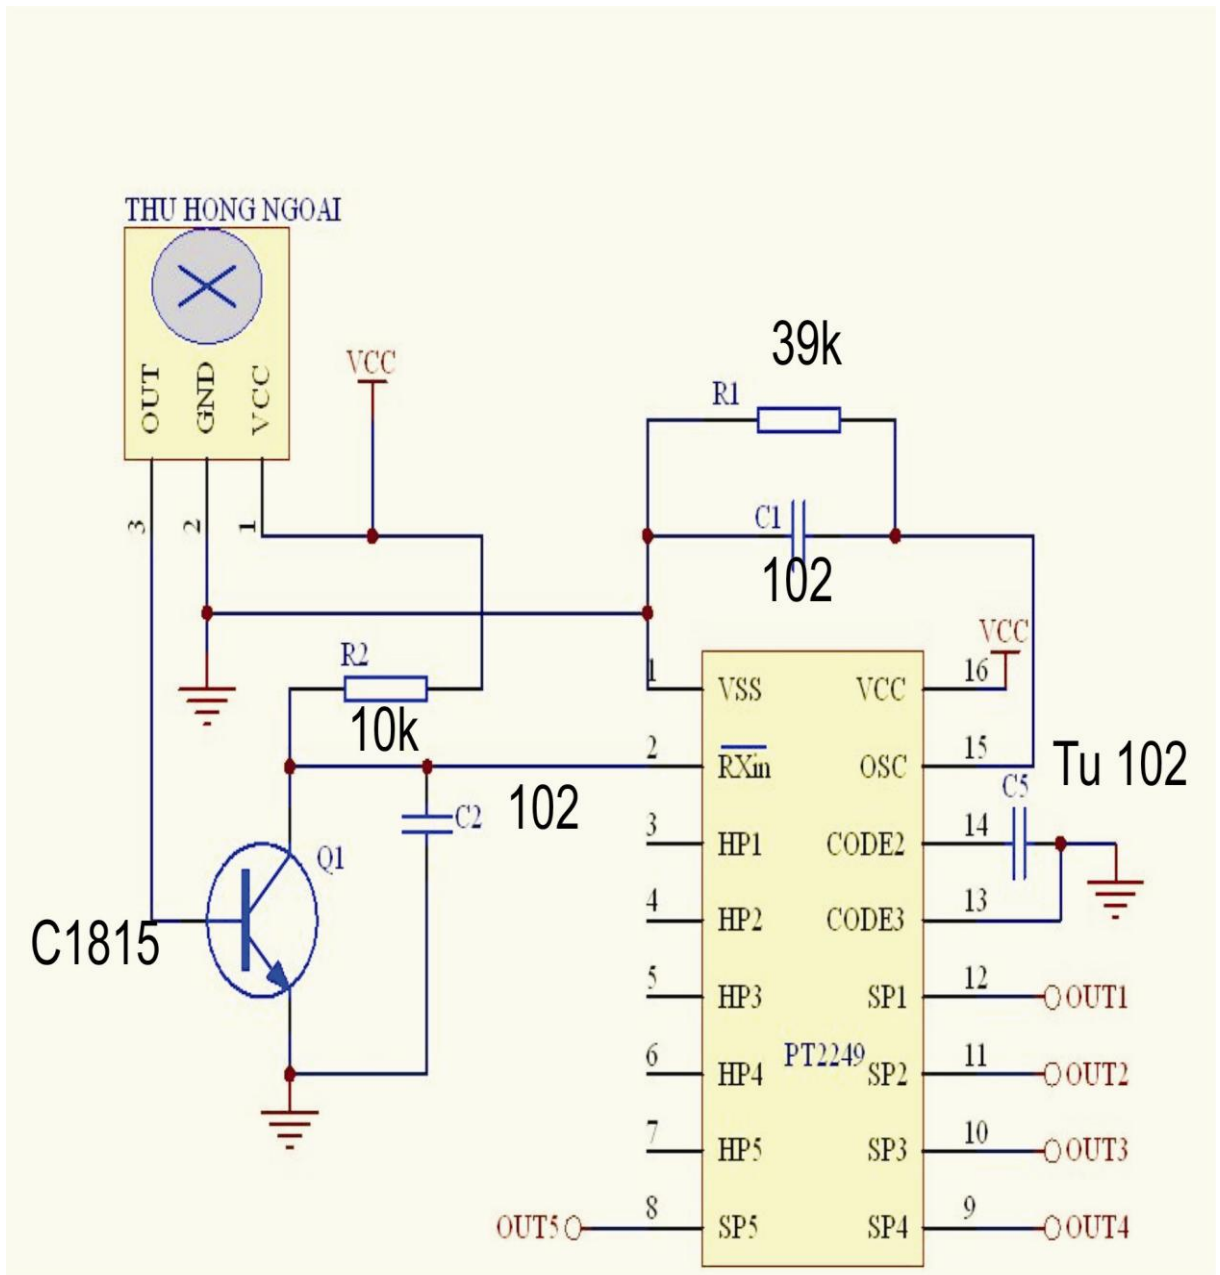 THU HONG NGOAI
OUT
GND
VCC
3
2
1
VCC
39k
R1
C1
102
VCC
R2
10k
1
VSS
VCC
16
2
RXin
OSC
15
Tu 102
102
C2
C5
3
HP1
CODE2
14
Q1
C1815
4
HP2
CODE3
13
5
HP3
SP1
12
OUT1
PT2249
6
HP4
SP2
11
OUT2
7
HP5
SP3
10
OUT3
OUT5
8
SP5
SP4
9
OUT4